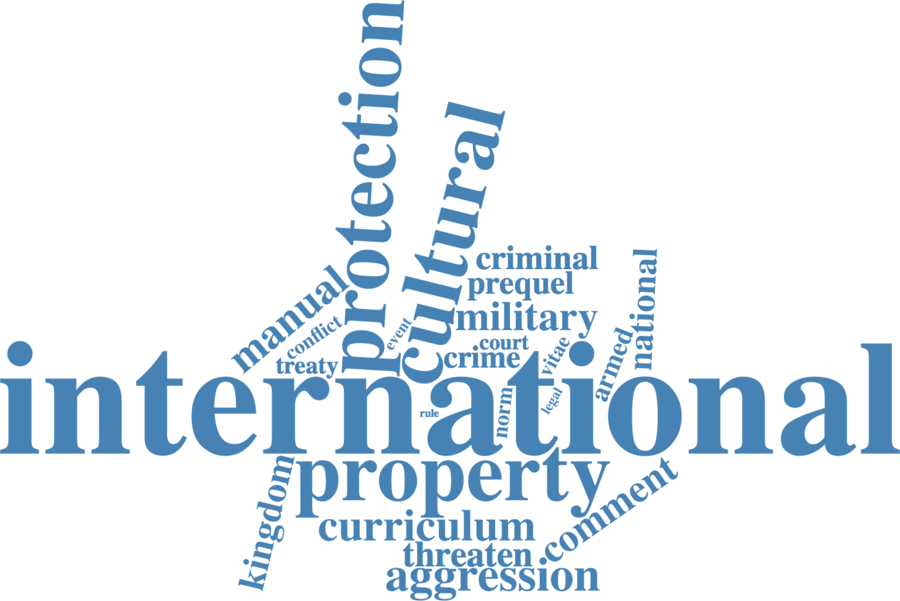 protection
cultural
criminal
prequel
national
manual
military
conflict
event
court
treaty
crime
vitae
armed
international
legal
rule
norm
property
kingdom
comment
curriculum
threaten
aggression